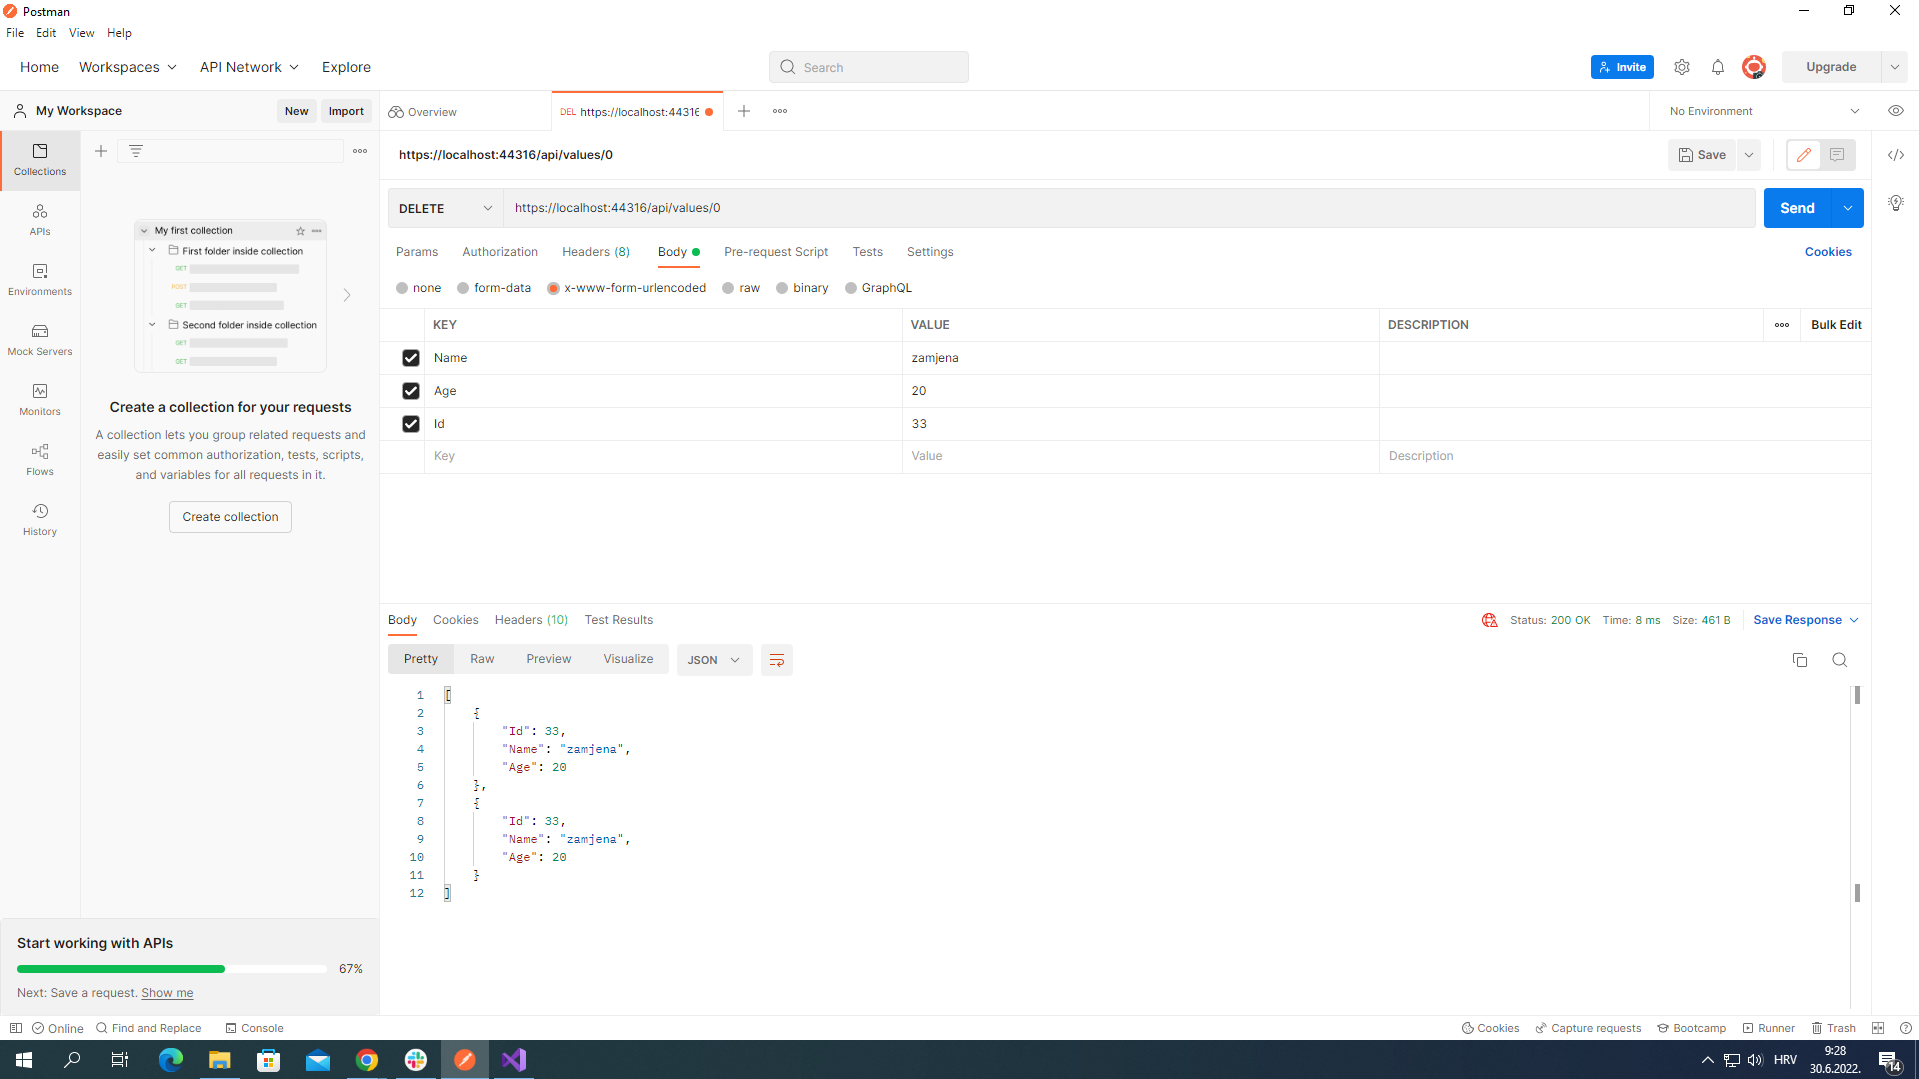 Postman
File Edit View Help
Home Workspaces API Network Explore Search Invite Upgrade
My Workspace New Import Overview DEL https://localhost:44316 No Environment
https://localhost:44316/api/values/0 Save
Collections
APIs
Environments
Mock Servers
Monitors
Flows
History
My first collection
First folder inside collection
GET
POST
GET
Second folder inside collection
GET
GET
Create a collection for your requests
A collection lets you group related requests and
easily set common authorization, tests, scripts,
and variables for all requests in it.
Create collection
DELETE https://localhost:44316/api/values/0 Send
Params Authorization Headers (8) Body Pre-request Script Tests Settings Cookies
none form-data x-www-form-urlencoded raw binary GraphQL
KEY VALUE DESCRIPTION Bulk Edit
Name zamjena
Age 20
Id 33
Key Value Description
Body Cookies Headers (10) Test Results Status: 200 OK Time: 8 ms Size: 461 B Save Response
Pretty Raw Preview Visualize JSON
1 [
2 {
3 "Id": 33,
4 "Name": "zamjena",
5 "Age": 20
6 },
7 {
8 "Id": 33,
9 "Name": "zamjena",
10 "Age": 20
11 }
12 ]
Start working with APIs
67%
Next: Save a request. Show me
Online Find and Replace Console Cookies Capture requests Bootcamp Runner Trash
HRV 9:28
30.6.2022. 14